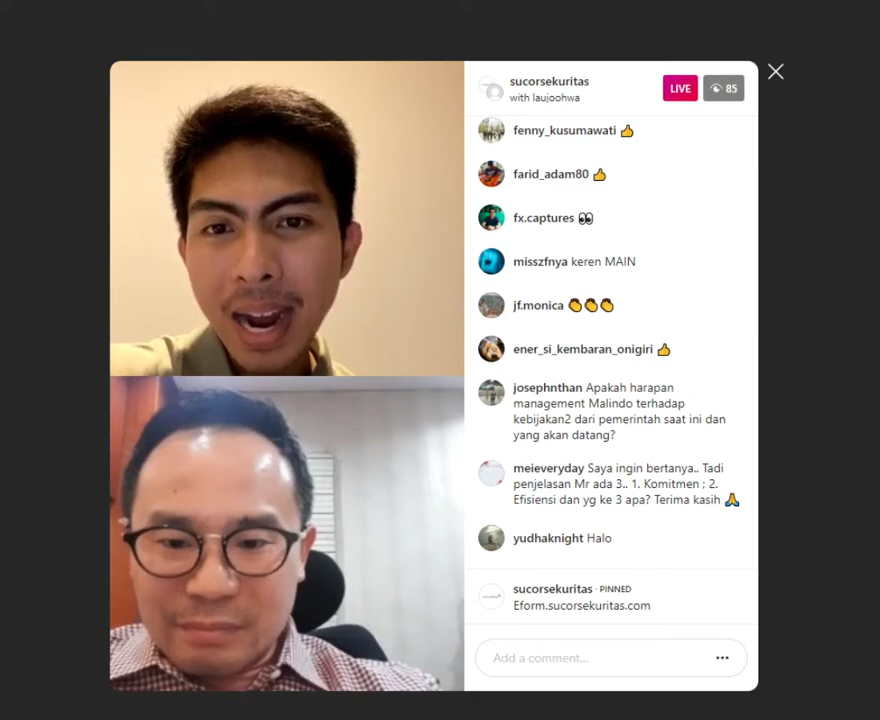 sucorsekuritas
with laujoohwa
LIVE
85
fenny_kusumawati 👍
farid_adam80 👍
fx.captures 👀
misszfnya keren MAIN
jf.monica 👏👏👏
ener_si_kembaran_onigiri 👍
josephnthan Apakah harapan
management Malindo terhadap
kebijakan2 dari pemerintah saat ini dan
yang akan datang?
meieveryday Saya ingin bertanya.. Tadi
penjelasan Mr ada 3.. 1. Komitmen ; 2.
Efisiensi dan yg ke 3 apa? Terima kasih 🙏
yudhaknight Halo
sucorsekuritas · PINNED
Eform.sucorsekuritas.com
Add a comment...